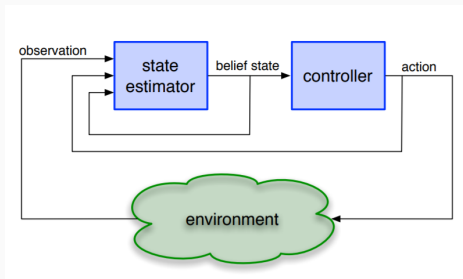 observation
state
estimator
belief state
controller
action
environment